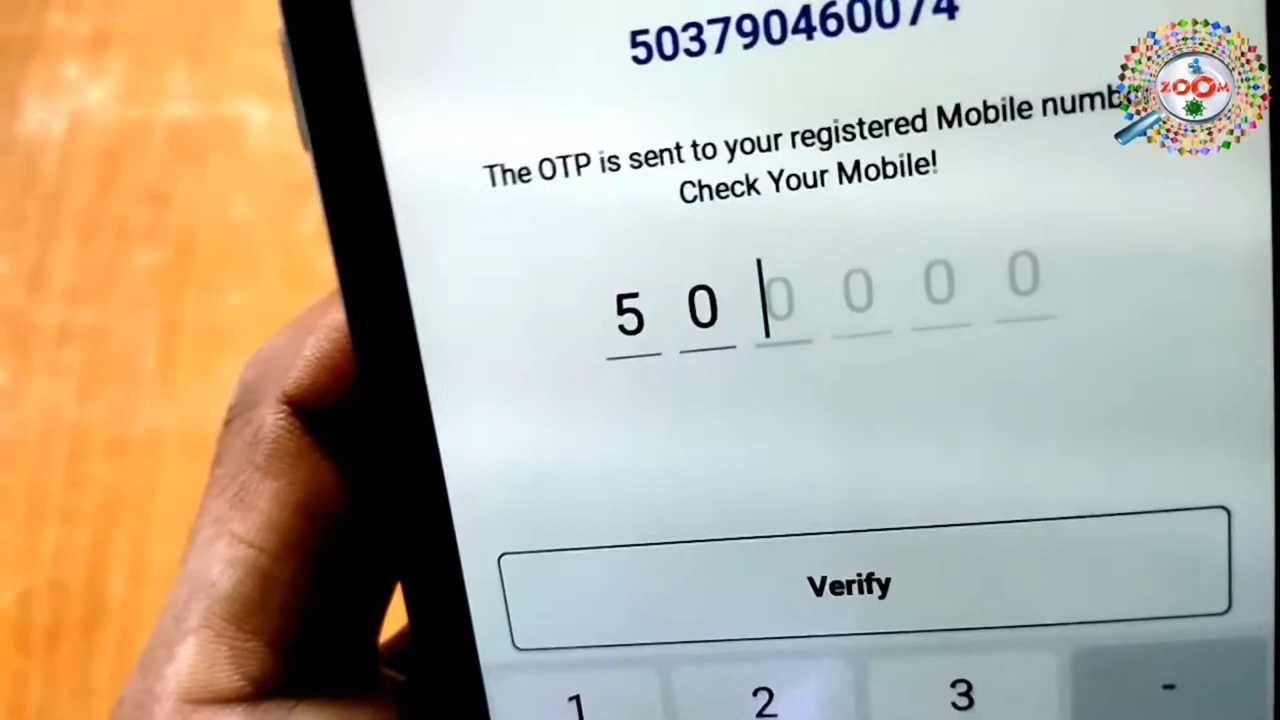 503790460074
ZOOM
The OTP is sent to your registered Mobile numb
Check Your Mobile!
5 0 0 0 0 0
Verify
1 2 3 -